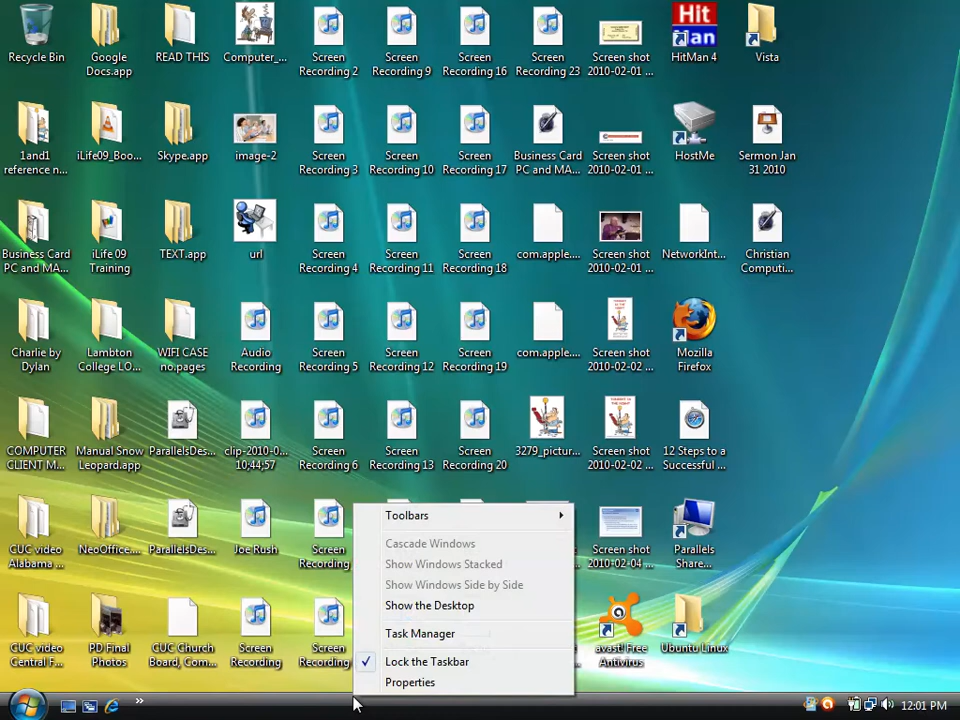 Recycle Bin
Google
Docs.app
READ THIS
Computer_...
Screen
Recording 2
Screen
Recording 9
Screen
Recording 16
Screen
Recording 23
Screen shot
2010-02-01 ...
Hit
Man
HitMan 4
Vista
1and1
reference n...
iLife09_Boo...
Skype.app
image-2
Screen
Recording 3
Screen
Recording 10
Screen
Recording 17
Business Card
PC and MA...
Screen shot
2010-02-01 ...
HostMe
Sermon Jan
31 2010
Business Card
PC and MA...
iLife 09
Training
TEXT.app
url
Screen
Recording 4
Screen
Recording 11
Screen
Recording 18
com.apple....
Screen shot
2010-02-01 ...
NetworkInt...
Christian
Computi...
Charlie by
Dylan
Lambton
College LO...
WIFI CASE
no.pages
Audio
Recording
Screen
Recording 5
Screen
Recording 12
Screen
Recording 19
com.apple....
Screen shot
2010-02-02 ...
Mozilla
Firefox
COMPUTER
CLIENT M...
Manual Snow
Leopard.app
ParallelsDes...
clip-2010-0...
10;44;57
Screen
Recording 6
Screen
Recording 13
Screen
Recording 20
3279_pictur...
Screen shot
2010-02-02 ...
12 Steps to a
Successful ...
CUC video
Alabama ...
NeoOffice...
ParallelsDes...
Joe Rush
Screen
Recording
Screen shot
2010-02-04 ...
Parallels
Share...
CUC video
Central F...
PD Final
Photos
CUC Church
Board, Com...
Screen
Recording
Screen
Recording
avast! Free
Antivirus
Ubuntu Linux
Toolbars
Cascade Windows
Show Windows Stacked
Show Windows Side by Side
Show the Desktop
Task Manager
Lock the Taskbar
Properties
12:01 PM